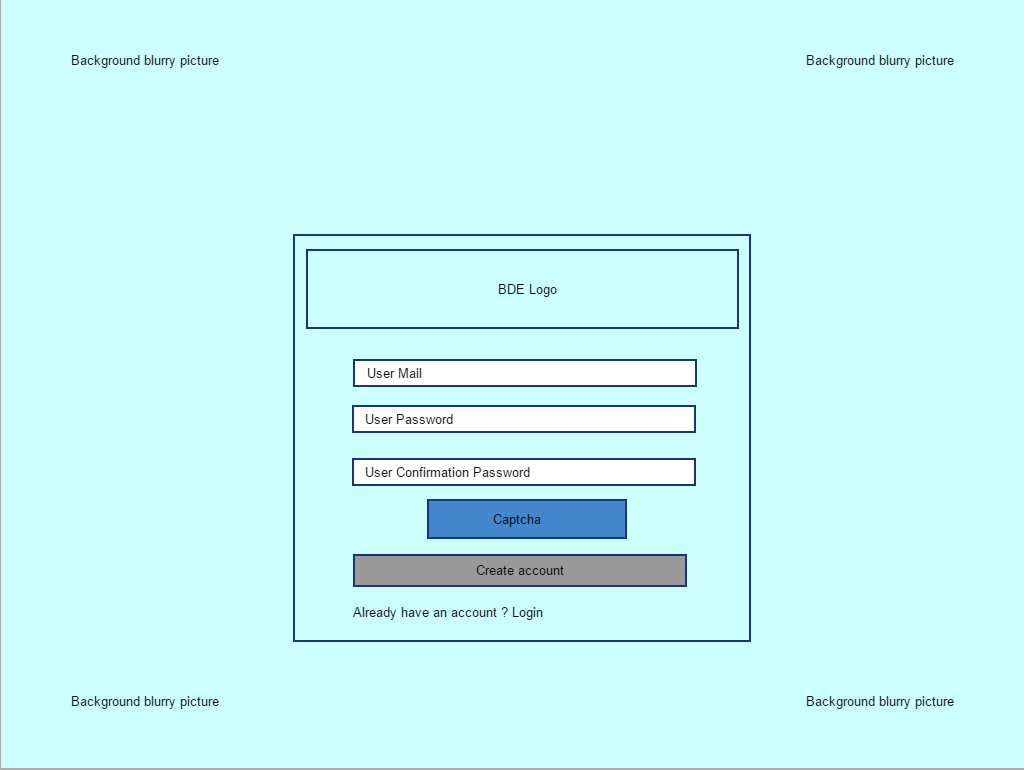 Background blurry picture
Background blurry picture
BDE Logo
User Mail
User Password
User Confirmation Password
Captcha
Create account
Already have an account ? Login
Background blurry picture
Background blurry picture